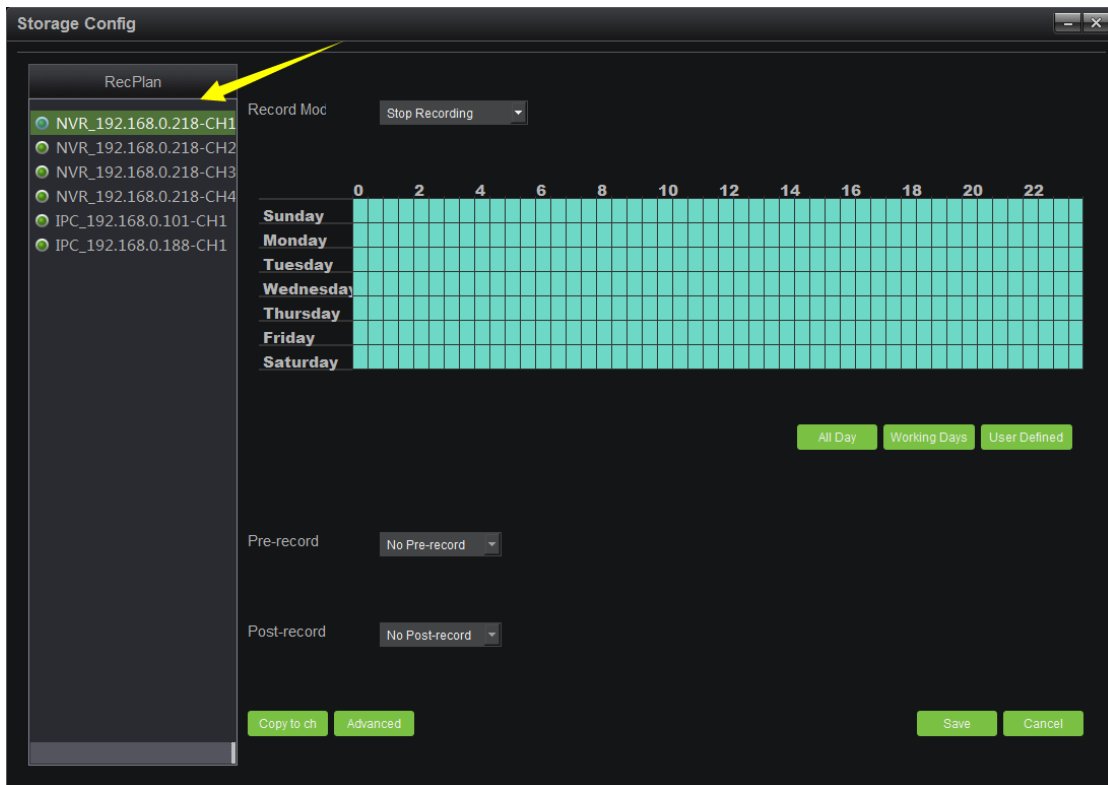 Storage Config
RecPlan
NVR_192.168.0.218-CH1
NVR_192.168.0.218-CH2
NVR_192.168.0.218-CH3
NVR_192.168.0.218-CH4
IPC_192.168.0.101-CH1
IPC_192.168.0.188-CH1
Record Mod Stop Recording
0 2 4 6 8 10 12 14 16 18 20 22
Sunday
Monday
Tuesday
Wednesday
Thursday
Friday
Saturday
All Day Working Days User Defined
Pre-record No Pre-record
Post-record No Post-record
Copy to ch Advanced Save Cancel